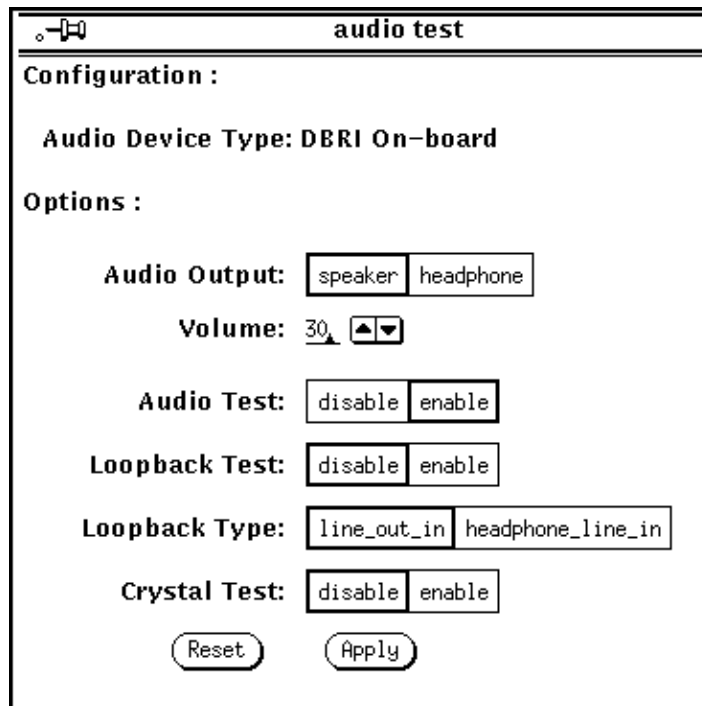 audio test
Configuration :
Audio Device Type: DBRI On-board
Options :
Audio Output: speaker headphone
Volume: 30
Audio Test: disable enable
Loopback Test: disable enable
Loopback Type: line_out_in headphone_line_in
Crystal Test: disable enable
Reset Apply